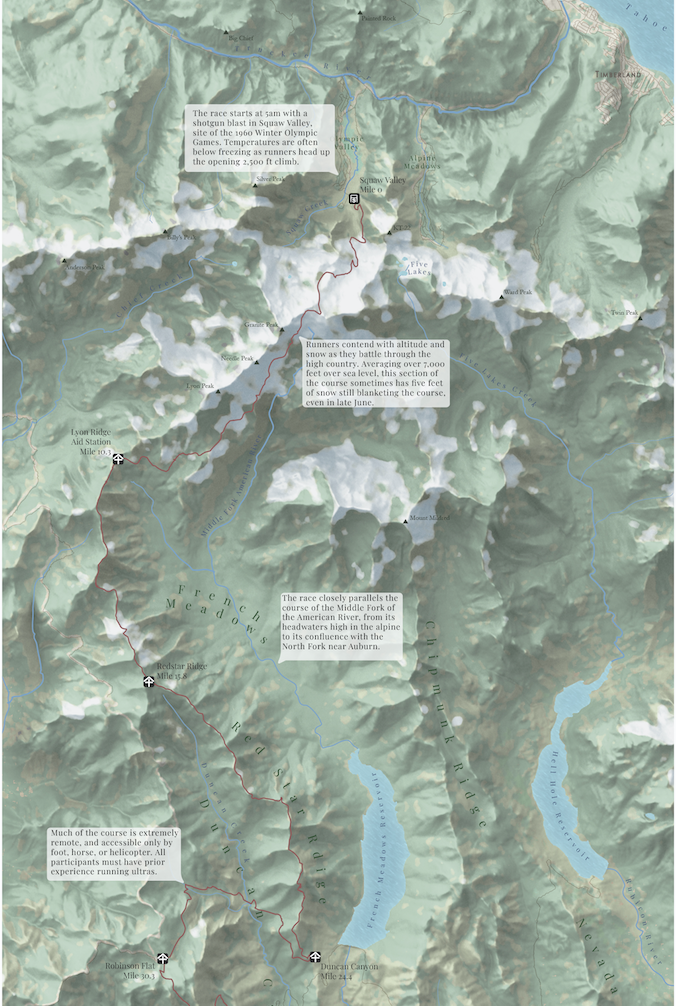 Tahoe
Painted Rock
Big Chief
Truckee River
TIMBERLAND
The race starts at 5am with a
shotgun blast in Squaw Valley,
site of the 1960 Winter Olympic
Games. Temperatures are often
below freezing as runners head up
the opening 2,500 ft climb.
Olympic
Valley
Alpine
Meadows
Silver Peak
Squaw Valley
Mile 0
KT-22
Tinker's Peak
Anderson Peak
Five
Lakes
Ward Peak
Twin Peak
Granite Peak
Needle Peak
Lyon Peak
Runners contend with altitude and
snow as they battle through the
high country. Averaging over 7,000
feet over sea level, this section of
the course sometimes has five feet
of snow still blanketing the course,
even in late June.
Lyon Ridge
Aid Station
Mile 10.3
Middle Fork American River
Mount Mildred
French
Meadows
The race closely parallels the
course of the Middle Fork of
the American River, from its
headwaters high in the alpine
to its confluence with the
North Fork near Auburn.
Chipmunk Ridge
Redstar Ridge
Mile 15.8
Red Star Rdige
Duncan
French Meadows Reservoir
Hell Hole Reservoir
Much of the course is extremely
remote, and accessible only by
foot, horse, or helicopter. All
participants must have prior
experience running ultras.
Rubicon River
Nevada
Robinson Flat
Mile 30.3
Duncan Canyon
Mile 24.4